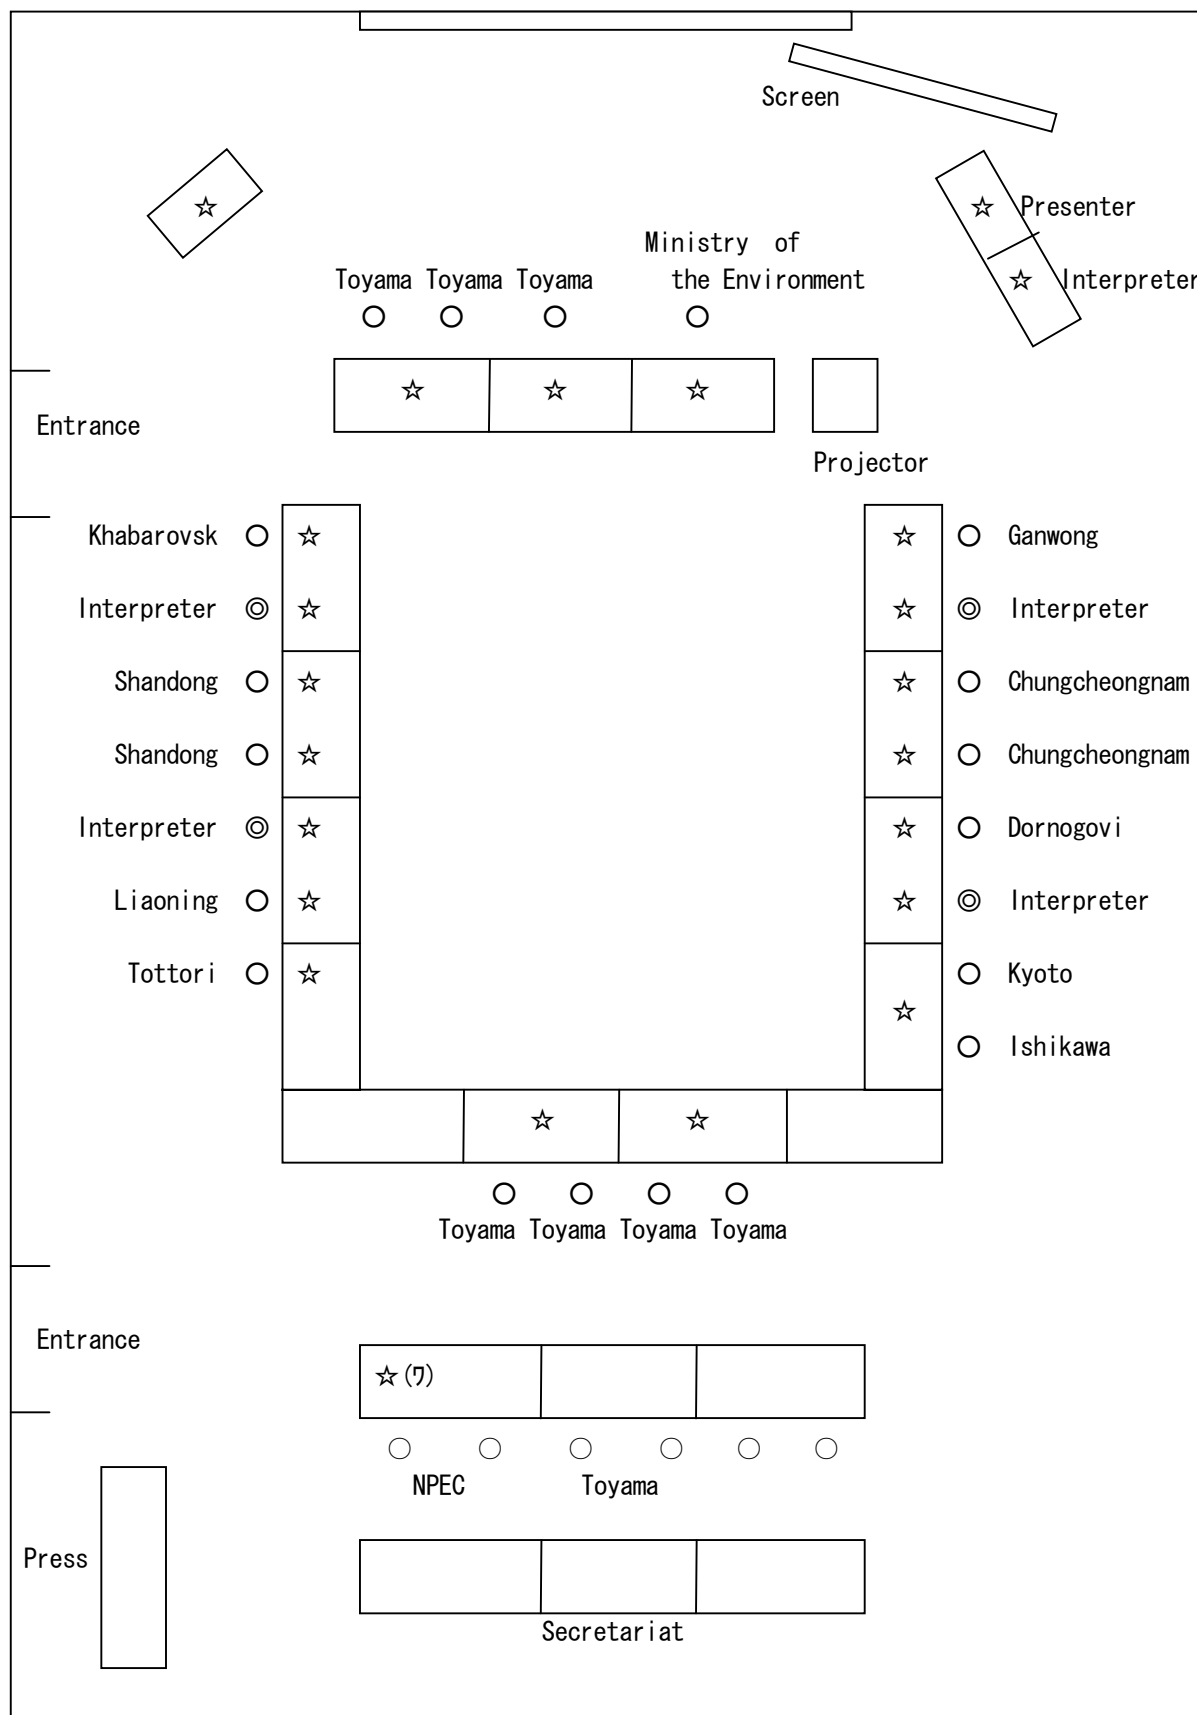 Screen
☆
☆ Presenter
☆ Interpreter
Ministry of
the Environment
Toyama Toyama Toyama
○ ○ ○ ○
☆ ☆ ☆
Entrance
Projector
Khabarovsk ○ ☆
☆ ○ Ganwong
Interpreter ◎ ☆
☆ ◎ Interpreter
Shandong ○ ☆
☆ ○ Chungcheongnam
Shandong ○ ☆
☆ ○ Chungcheongnam
Interpreter ◎ ☆
☆ ○ Dornogovi
Liaoning ○ ☆
☆ ◎ Interpreter
Tottori ○ ☆
○ Kyoto
☆
○ Ishikawa
☆ ☆
○ ○ ○ ○
Toyama Toyama Toyama Toyama
Entrance
☆(ワ)
○ ○ ○ ○ ○ ○
NPEC Toyama
Press
Secretariat